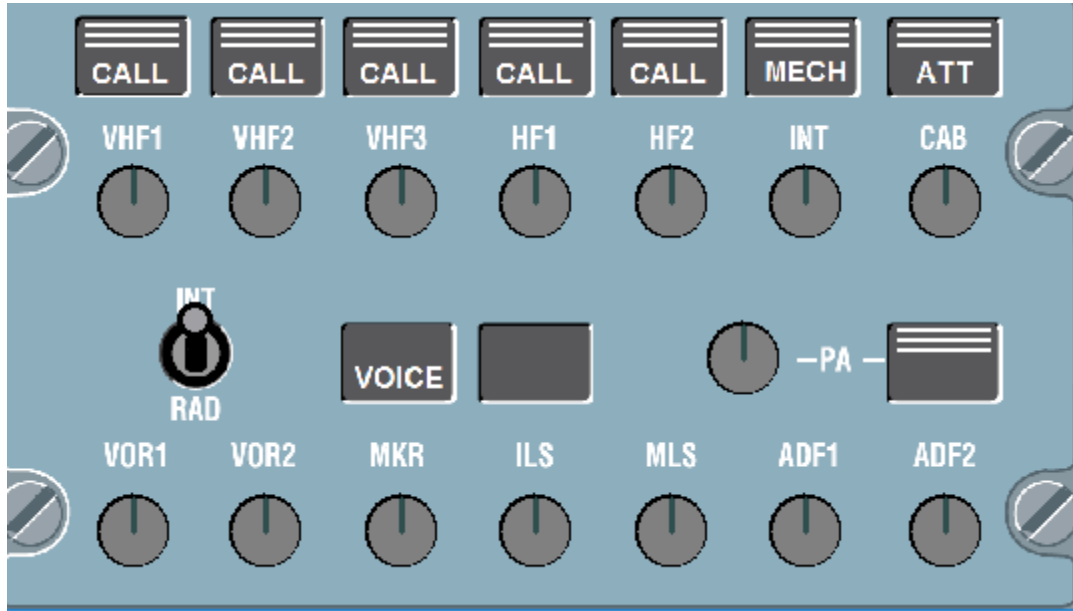 CALL CALL CALL CALL CALL MECH ATT
VHF1 VHF2 VHF3 HF1 HF2 INT CAB
INT
VOICE
PA
RAD
VOR1 VOR2 MKR ILS MLS ADF1 ADF2